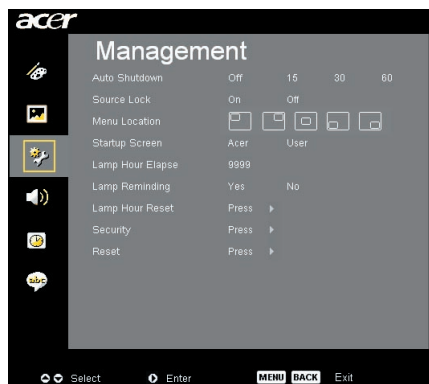 acer
Management
Auto Shutdown Off 15 30 60
Source Lock On Off
Menu Location
Startup Screen Acer User
Lamp Hour Elapse 9999
Lamp Reminding Yes No
Lamp Hour Reset Press
Security Press
Reset Press
abc
Select Enter MENU BACK Exit